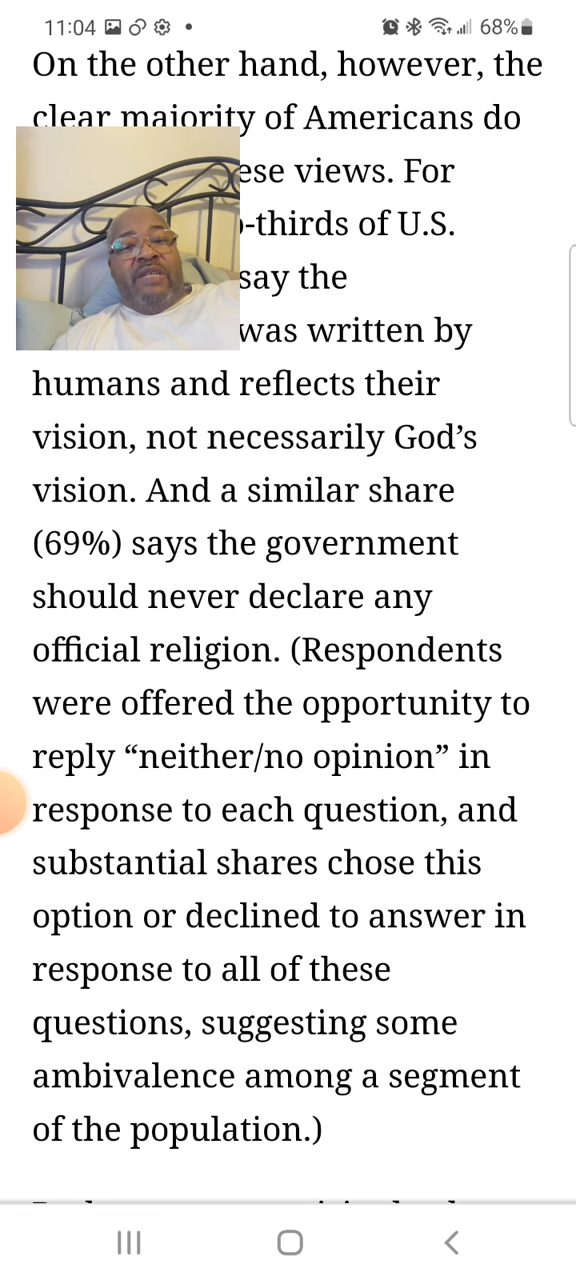 11:04
68%
On the other hand, however, the
clear majority of Americans do
ese views. For
-thirds of U.S.
say the
was written by
humans and reflects their
vision, not necessarily God’s
vision. And a similar share
(69%) says the government
should never declare any
official religion. (Respondents
were offered the opportunity to
reply “neither/no opinion” in
response to each question, and
substantial shares chose this
option or declined to answer in
response to all of these
questions, suggesting some
ambivalence among a segment
of the population.)